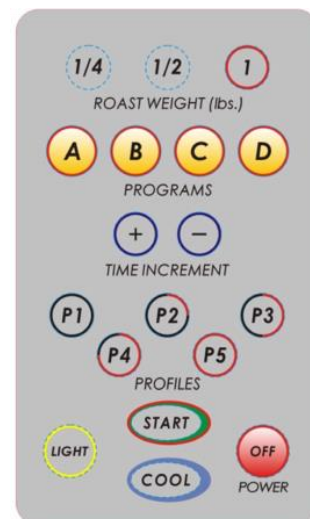 1/4 1/2 1
ROAST WEIGHT (lbs.)
A B C D
PROGRAMS
+ −
TIME INCREMENT
P1 P2 P3
P4 P5
PROFILES
START
LIGHT OFF
COOL
POWER